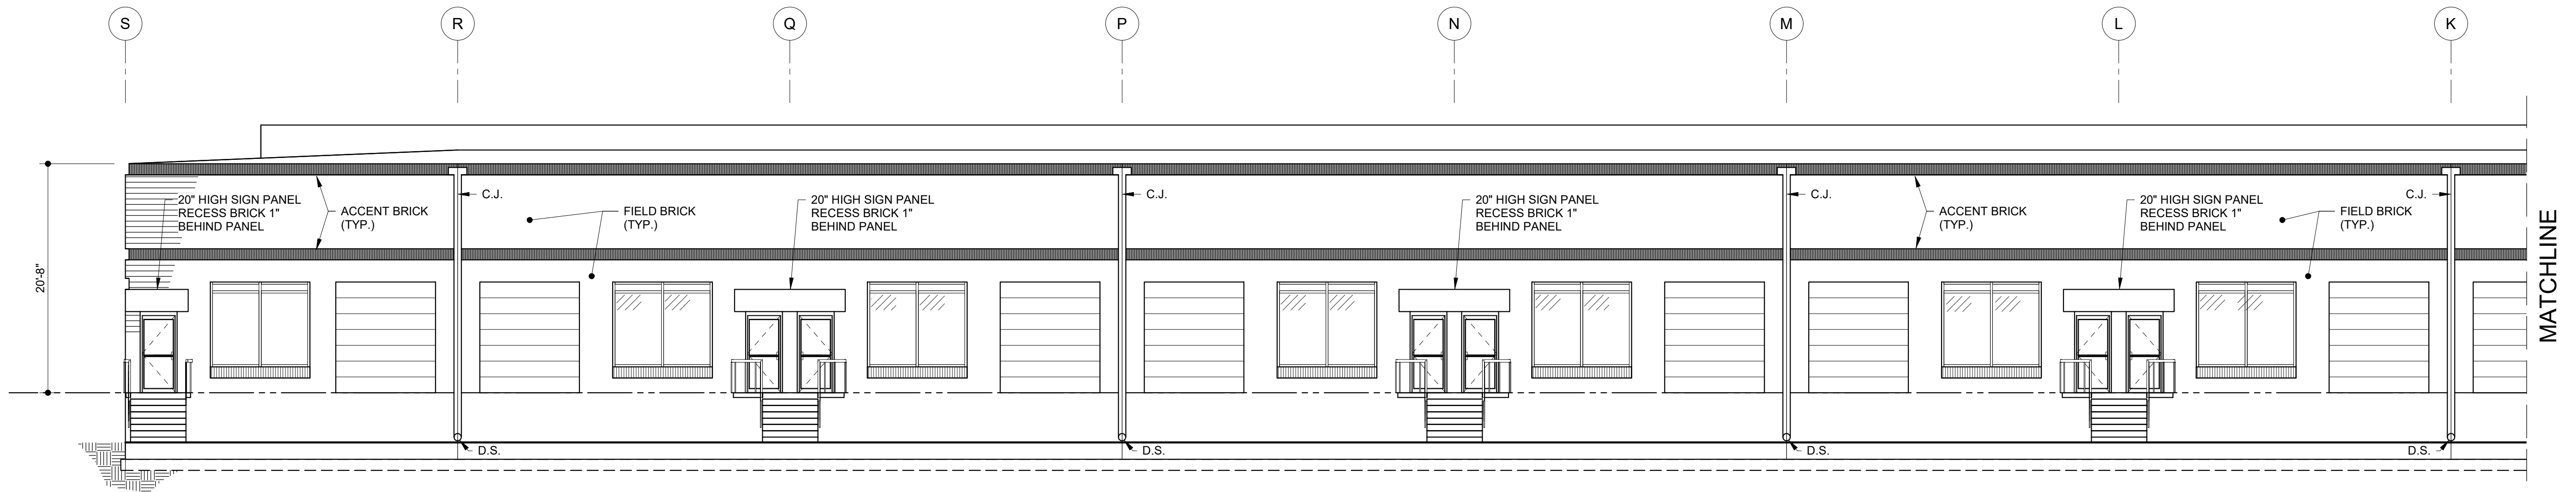 S
R
Q
P
N
M
L
K
20'-8"
20" HIGH SIGN PANEL
RECESS BRICK 1"
BEHIND PANEL
ACCENT BRICK
(TYP.)
C.J.
FIELD BRICK
(TYP.)
20" HIGH SIGN PANEL
RECESS BRICK 1"
BEHIND PANEL
C.J.
20" HIGH SIGN PANEL
RECESS BRICK 1"
BEHIND PANEL
C.J.
ACCENT BRICK
(TYP.)
20" HIGH SIGN PANEL
RECESS BRICK 1"
BEHIND PANEL
FIELD BRICK
(TYP.)
C.J.
MATCHLINE
D.S.
D.S.
D.S.
D.S.